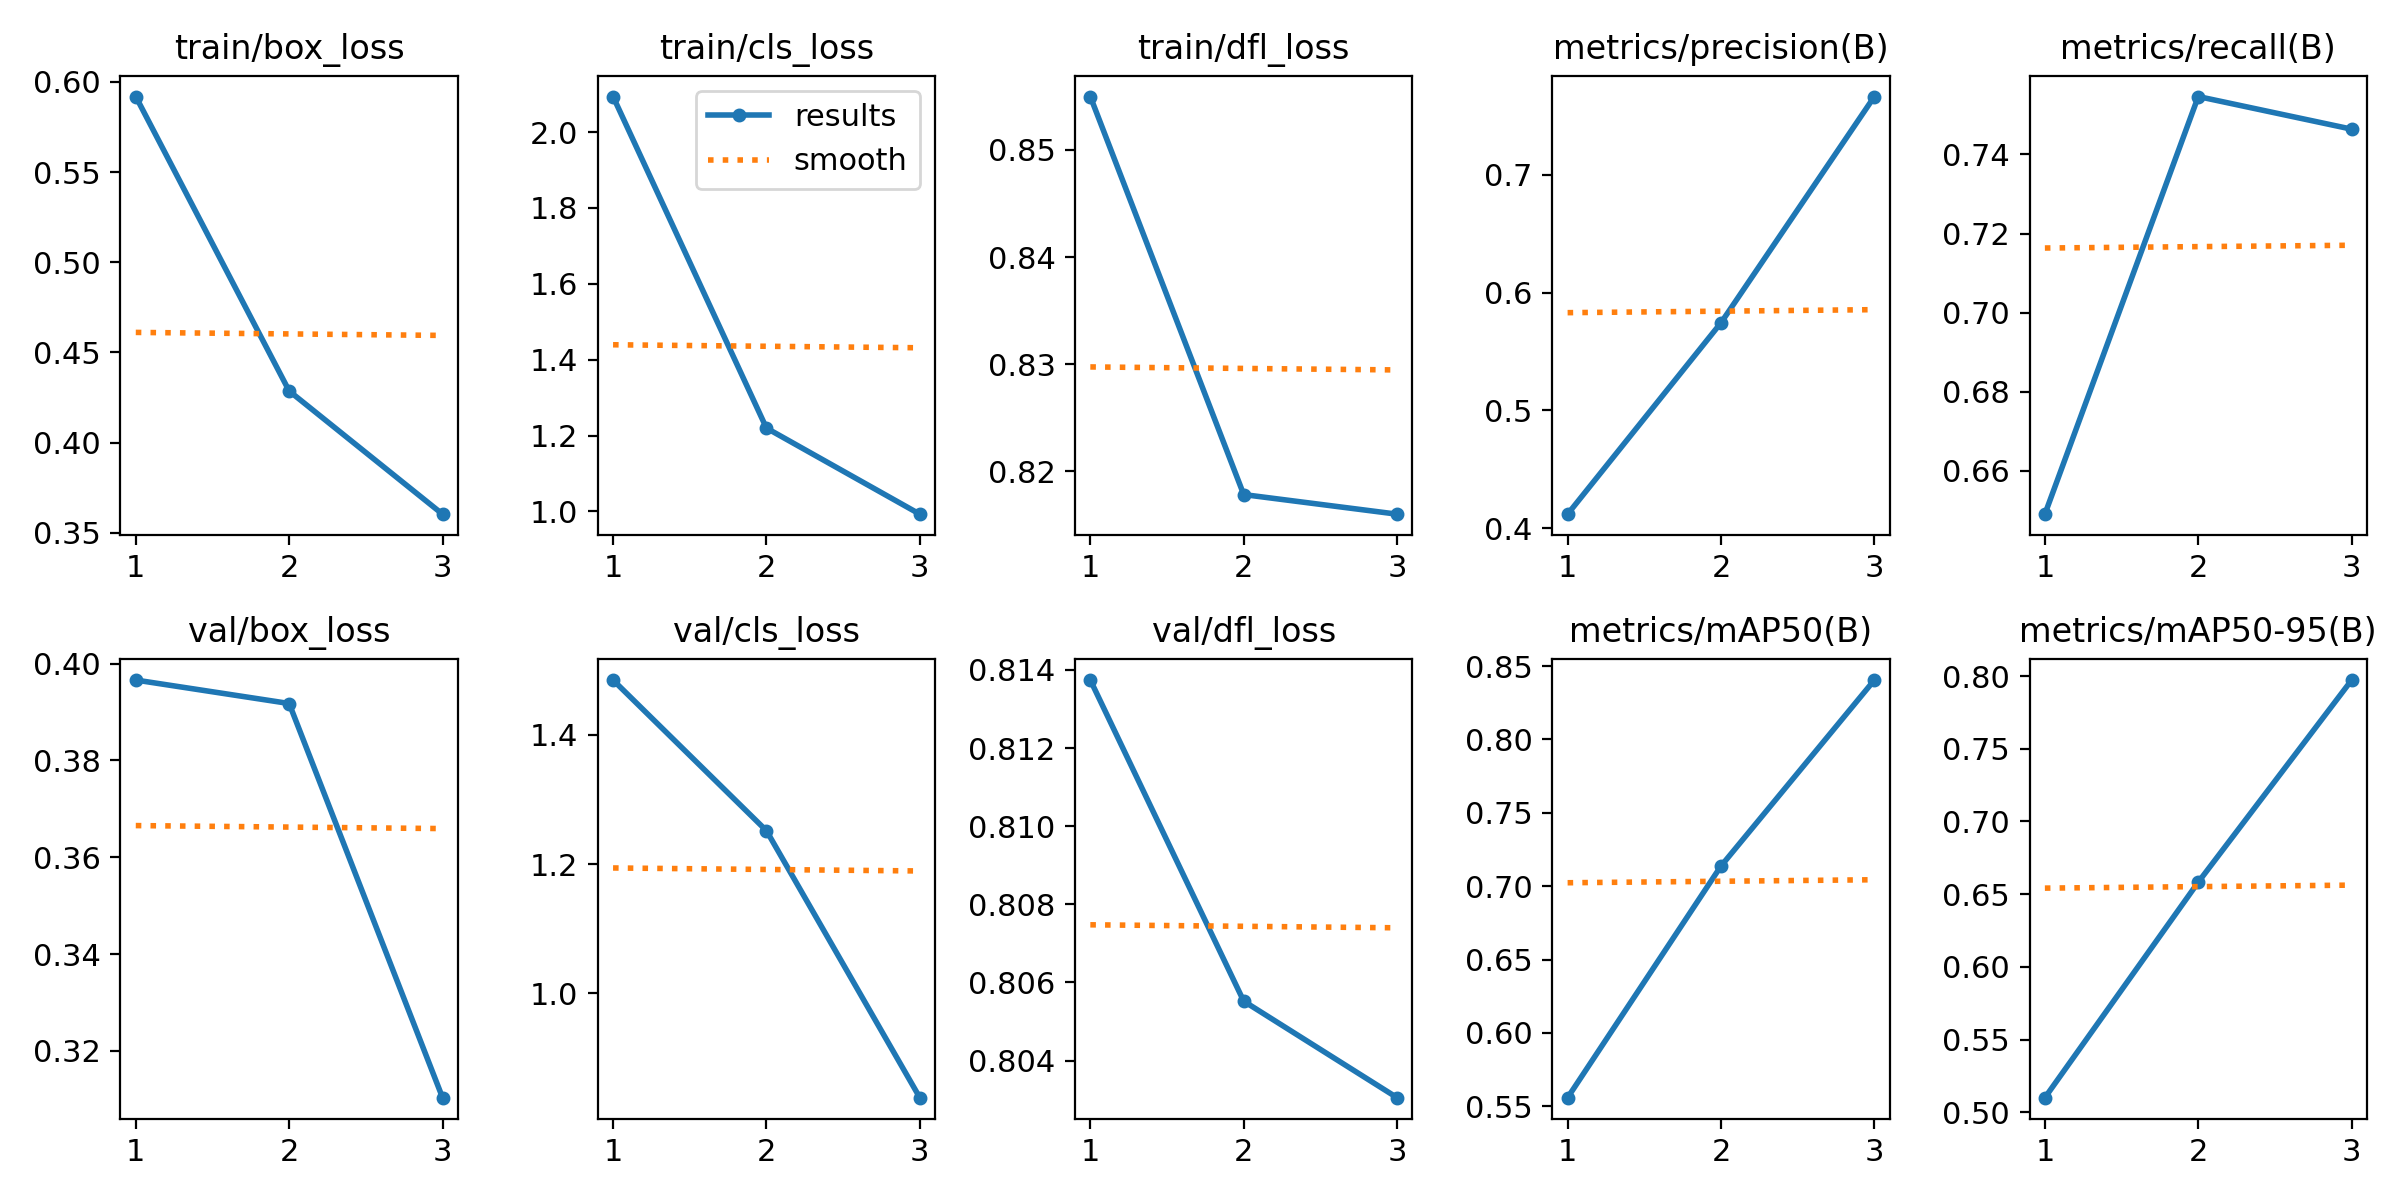 train/box_loss
0.60
0.55
0.50
0.45
0.40
0.35
1 2 3
train/cls_loss
results
smooth
2.0
1.8
1.6
1.4
1.2
1.0
1 2 3
train/dfl_loss
0.85
0.84
0.83
0.82
1 2 3
metrics/precision(B)
0.7
0.6
0.5
0.4
1 2 3
metrics/recall(B)
0.74
0.72
0.70
0.68
0.66
1 2 3
val/box_loss
0.40
0.38
0.36
0.34
0.32
1 2 3
val/cls_loss
1.4
1.2
1.0
1 2 3
val/dfl_loss
0.814
0.812
0.810
0.808
0.806
0.804
1 2 3
metrics/mAP50(B)
0.85
0.80
0.75
0.70
0.65
0.60
0.55
1 2 3
metrics/mAP50-95(B)
0.80
0.75
0.70
0.65
0.60
0.55
0.50
1 2 3